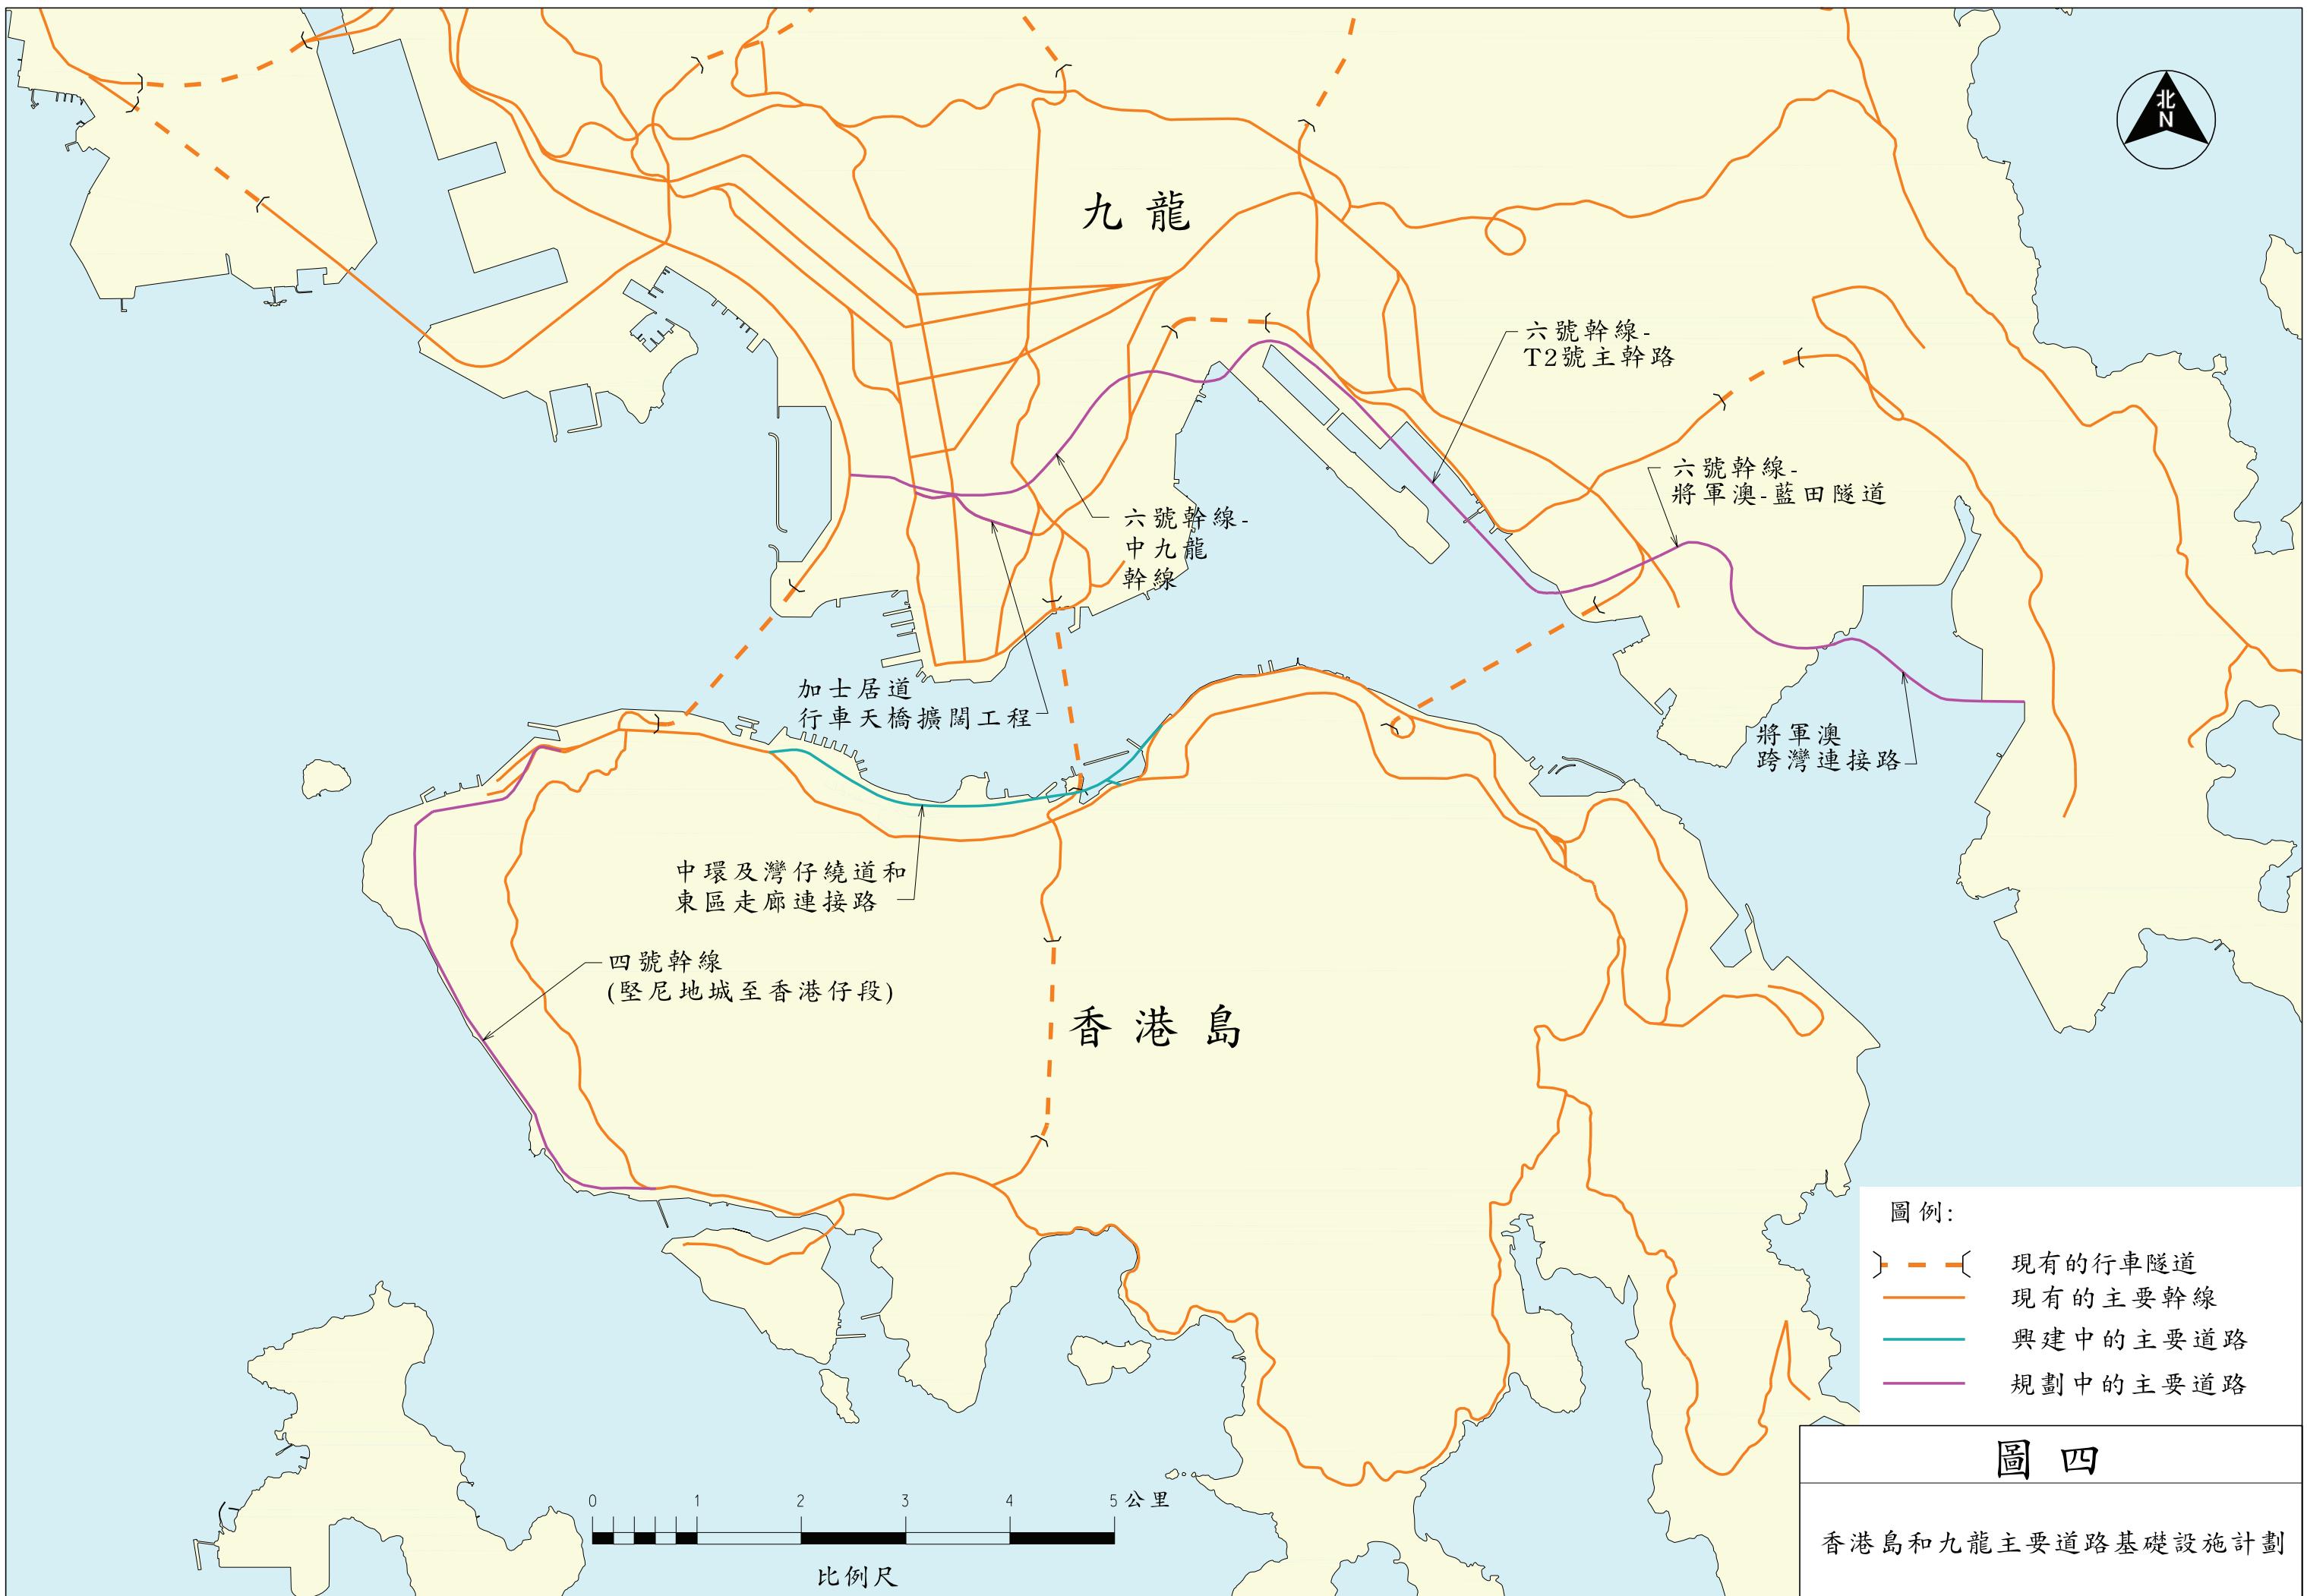 北
N
九龍
六號幹線-
T2號主幹路
六號幹線-
將軍澳-藍田隧道
六號幹線-
中九龍
幹線
加士居道
行車天橋擴闊工程
將軍澳
跨灣連接路
中環及灣仔繞道和
東區走廊連接路
四號幹線
(堅尼地城至香港仔段)
香港島
圖例:
現有的行車隧道
現有的主要幹線
興建中的主要道路
規劃中的主要道路
0 1 2 3 4 5 公里
比例尺
圖四
香港島和九龍主要道路基礎設施計劃